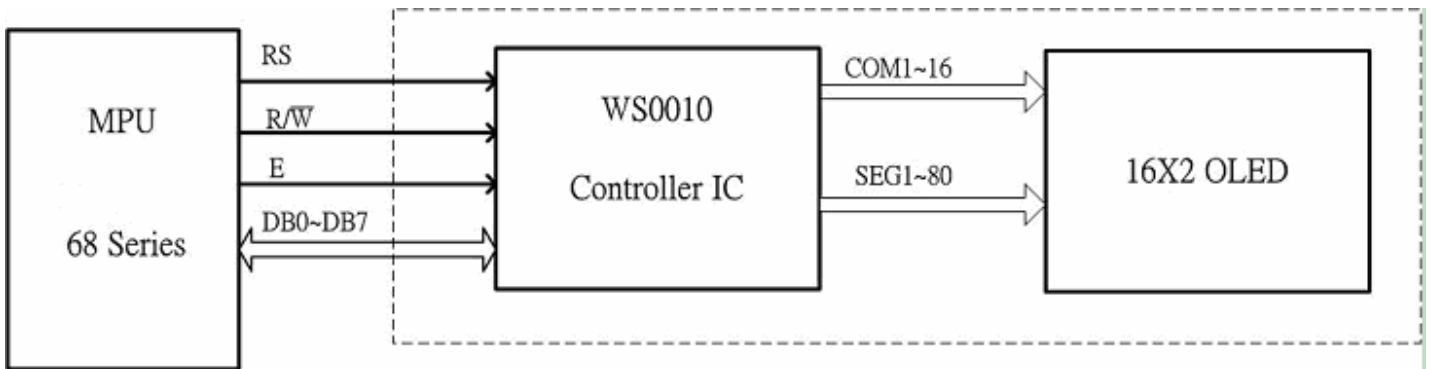 MPU
68 Series
RS
R/W̅
E
DB0~DB7
WS0010
Controller IC
COM1~16
SEG1~80
16X2 OLED